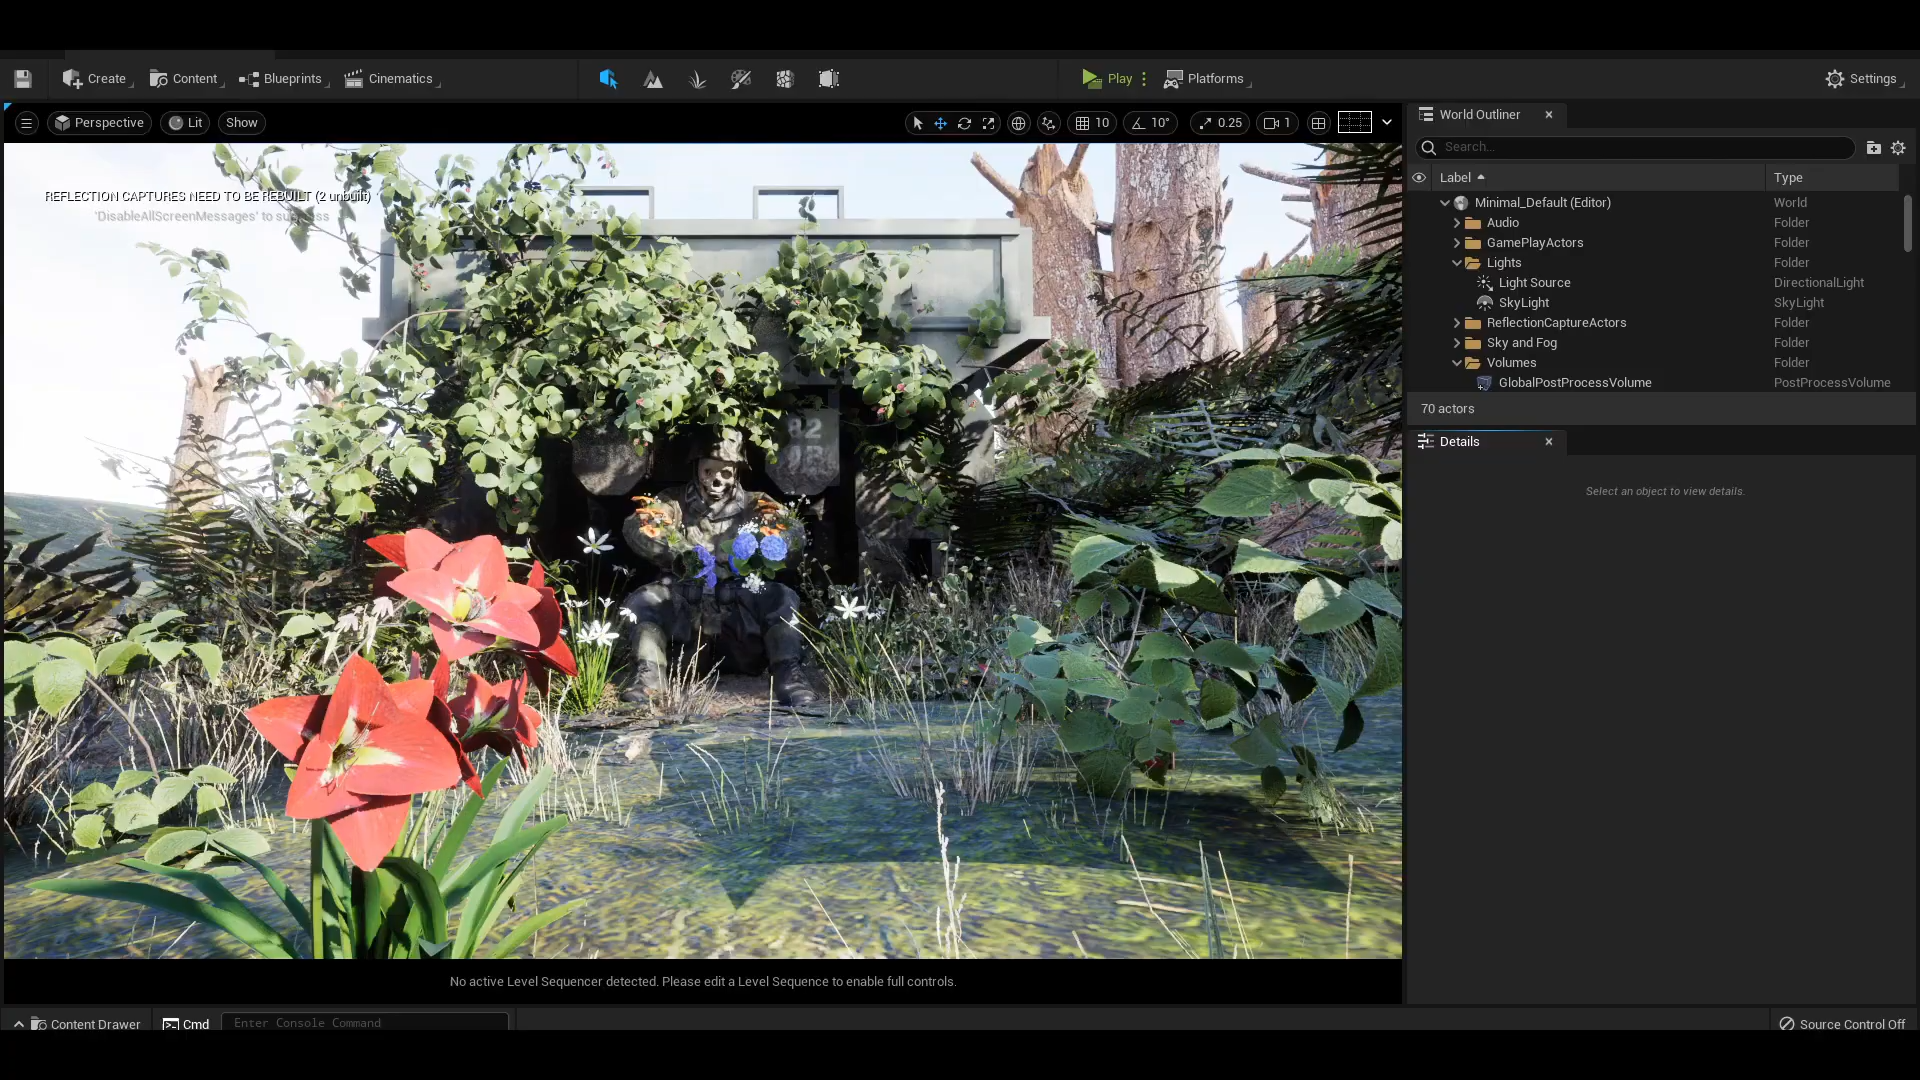 Create
Content
Blueprints
Cinematics
Play
Platforms
Settings
Perspective
Lit
Show
10
10°
0.25
1
REFLECTION CAPTURES NEED TO BE REBUILT (2 unbuilt)
'DisableAllScreenMessages' to suppress
82
No active Level Sequencer detected. Please edit a Level Sequence to enable full controls.
World Outliner
Search...
Label Type
Minimal_Default (Editor) World
Audio Folder
GamePlayActors Folder
Lights Folder
Light Source DirectionalLight
SkyLight SkyLight
ReflectionCaptureActors Folder
Sky and Fog Folder
Volumes Folder
GlobalPostProcessVolume PostProcessVolume
70 actors
Details
Select an object to view details.
Content Drawer
Cmd
Enter Console Command
Source Control Off